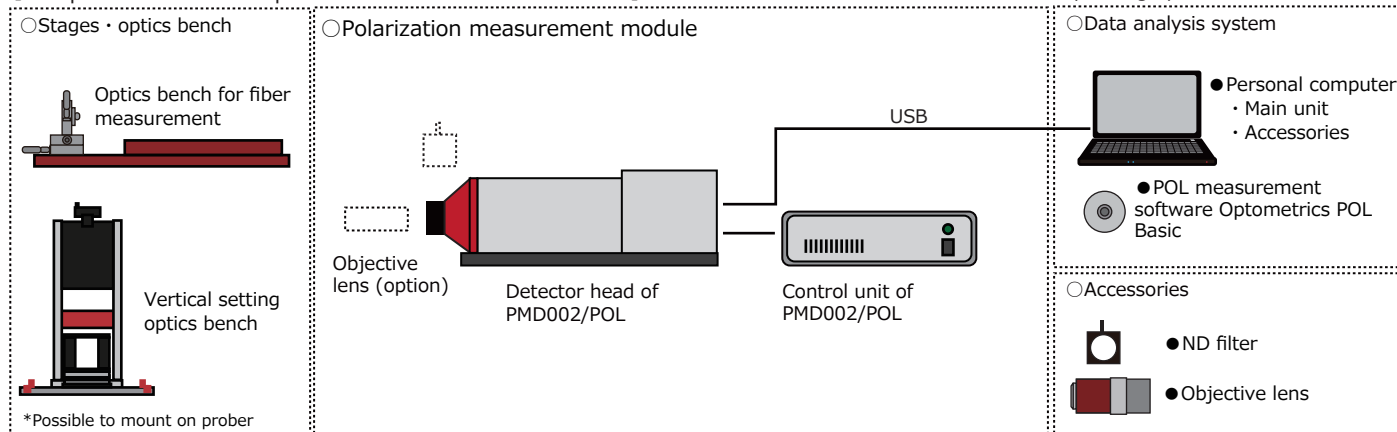 ○Stages・optics bench
Optics bench for fiber
measurement
Vertical setting
optics bench
*Possible to mount on prober
○Polarization measurement module
USB
Objective
lens (option)
Detector head of
PMD002/POL
Control unit of
PMD002/POL
○Data analysis system
●Personal computer
・Main unit
・Accessories
●POL measurement
software Optometrics POL
Basic
○Accessories
●ND filter
●Objective lens